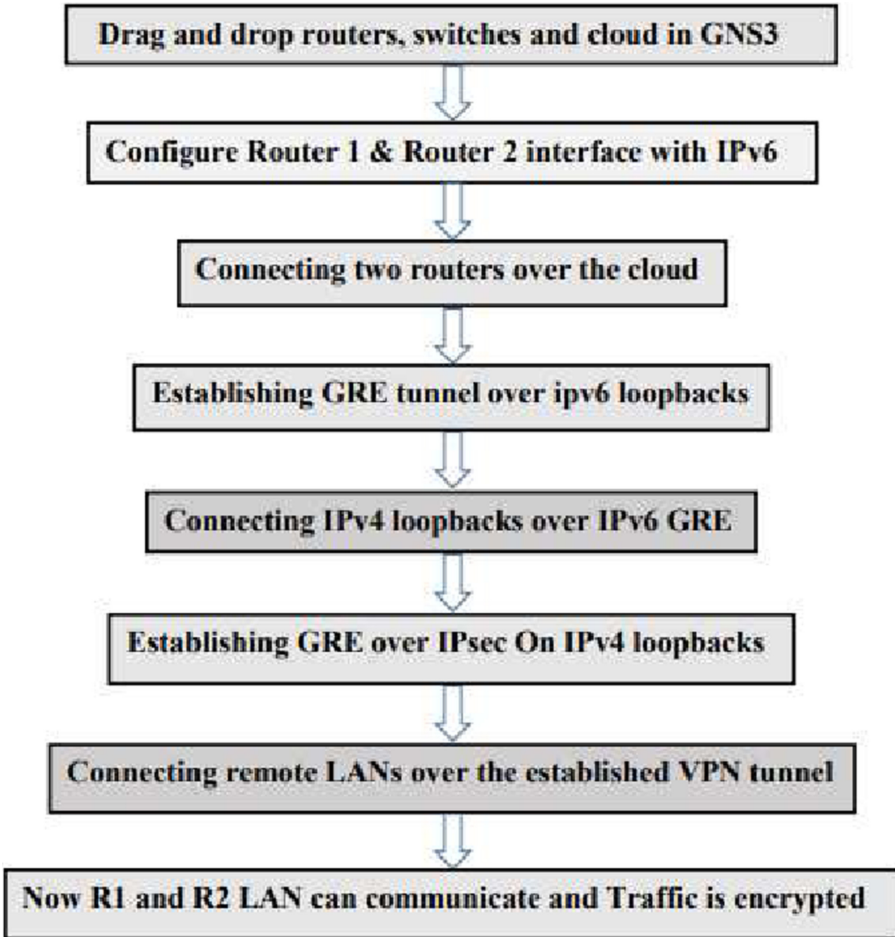 Drag and drop routers, switches and cloud in GNS3
Configure Router 1 & Router 2 interface with IPv6
Connecting two routers over the cloud
Establishing GRE tunnel over ipv6 loopbacks
Connecting IPv4 loopbacks over IPv6 GRE
Establishing GRE over IPsec On IPv4 loopbacks
Connecting remote LANs over the established VPN tunnel
Now R1 and R2 LAN can communicate and Traffic is encrypted